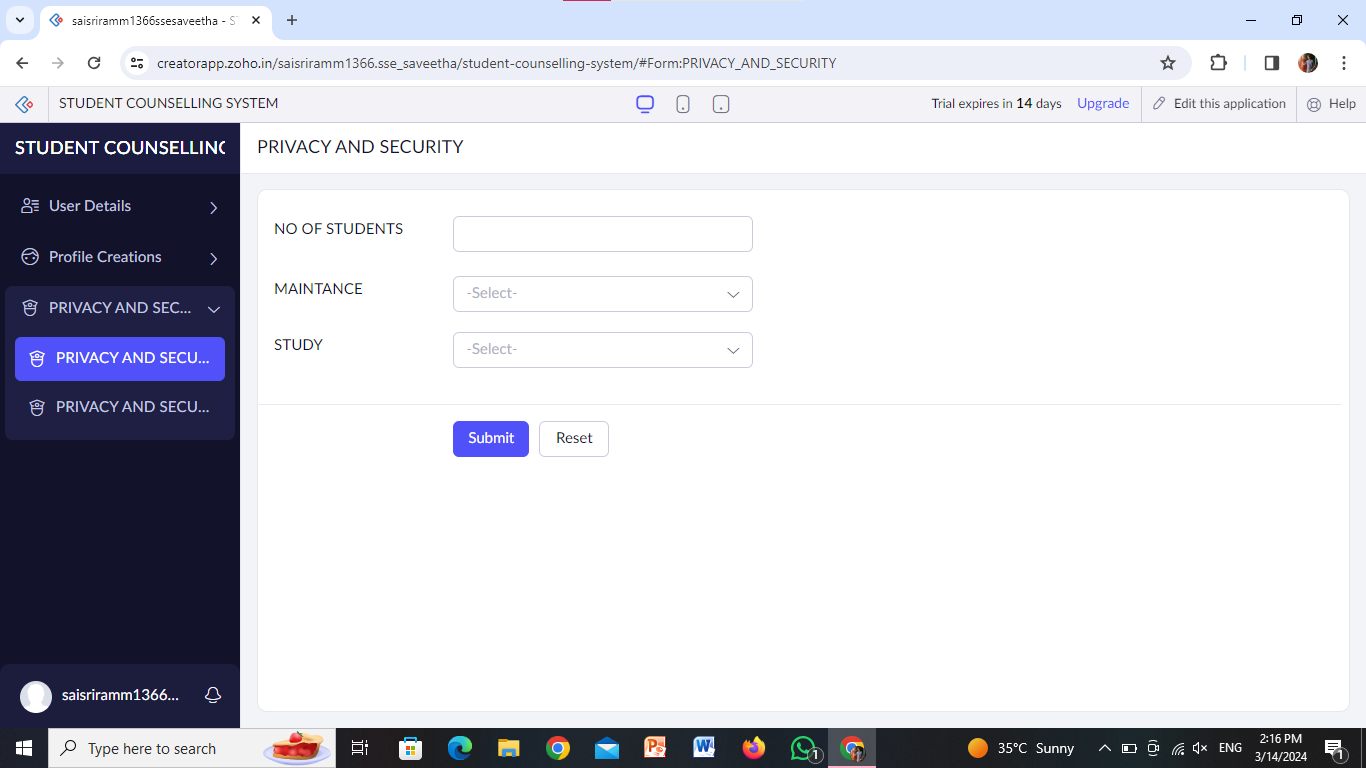 saisriramm1366ssesaveetha - S
creatorapp.zoho.in/saisriramm1366.sse_saveetha/student-counselling-system/#Form:PRIVACY_AND_SECURITY
STUDENT COUNSELLING SYSTEM
Trial expires in 14 days
Upgrade
Edit this application
Help
STUDENT COUNSELLING
PRIVACY AND SECURITY
User Details
Profile Creations
PRIVACY AND SEC...
PRIVACY AND SECU...
PRIVACY AND SECU...
NO OF STUDENTS
MAINTANCE
-Select-
STUDY
-Select-
Submit
Reset
saisriramm1366...
Type here to search
1
35°C Sunny
ENG
2:16 PM
3/14/2024
1